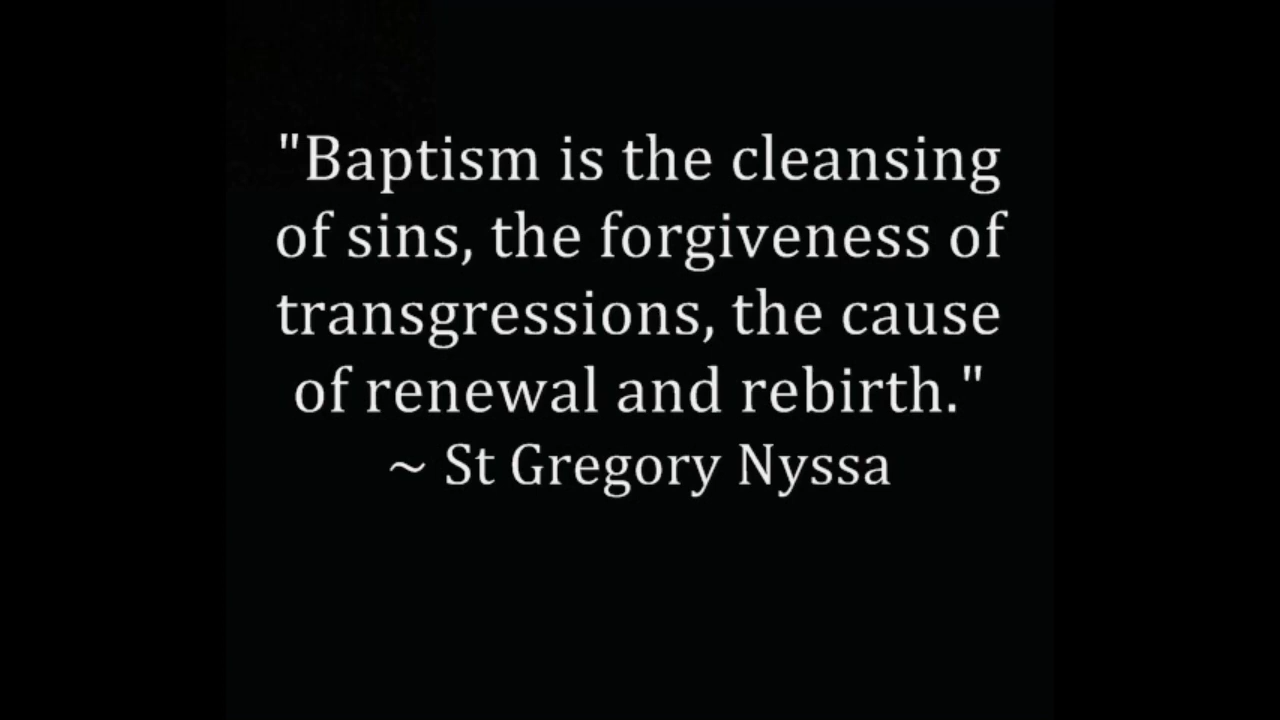 "Baptism is the cleansing
of sins, the forgiveness of
transgressions, the cause
of renewal and rebirth."
~ St Gregory Nyssa